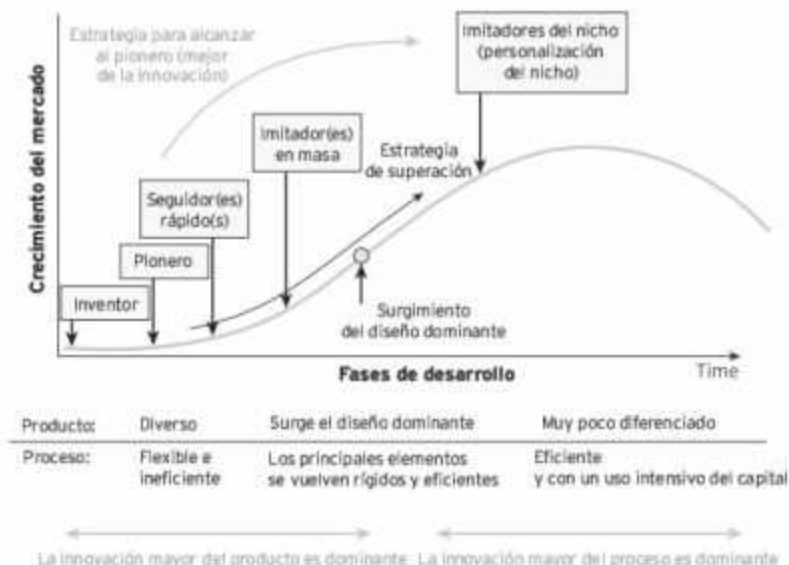 Estrategia para alcanzar
al pionero (mejor
de la innovación)
Imitadores del nicho
(personalización
del nicho)
Imitador(es)
en masa
Estrategia
de superación
Seguidor(es)
rápido(s)
Pionero
Inventor
Surgimiento
del diseño dominante
Crecimiento del mercado
Fases de desarrollo
Time
Producto: Diverso Surge el diseño dominante Muy poco diferenciado
Proceso: Flexible e Los principales elementos Eficiente
ineficiente se vuelven rígidos y eficientes y con un uso intensivo del capital
La innovación mayor del producto es dominante La innovación mayor del proceso es dominante